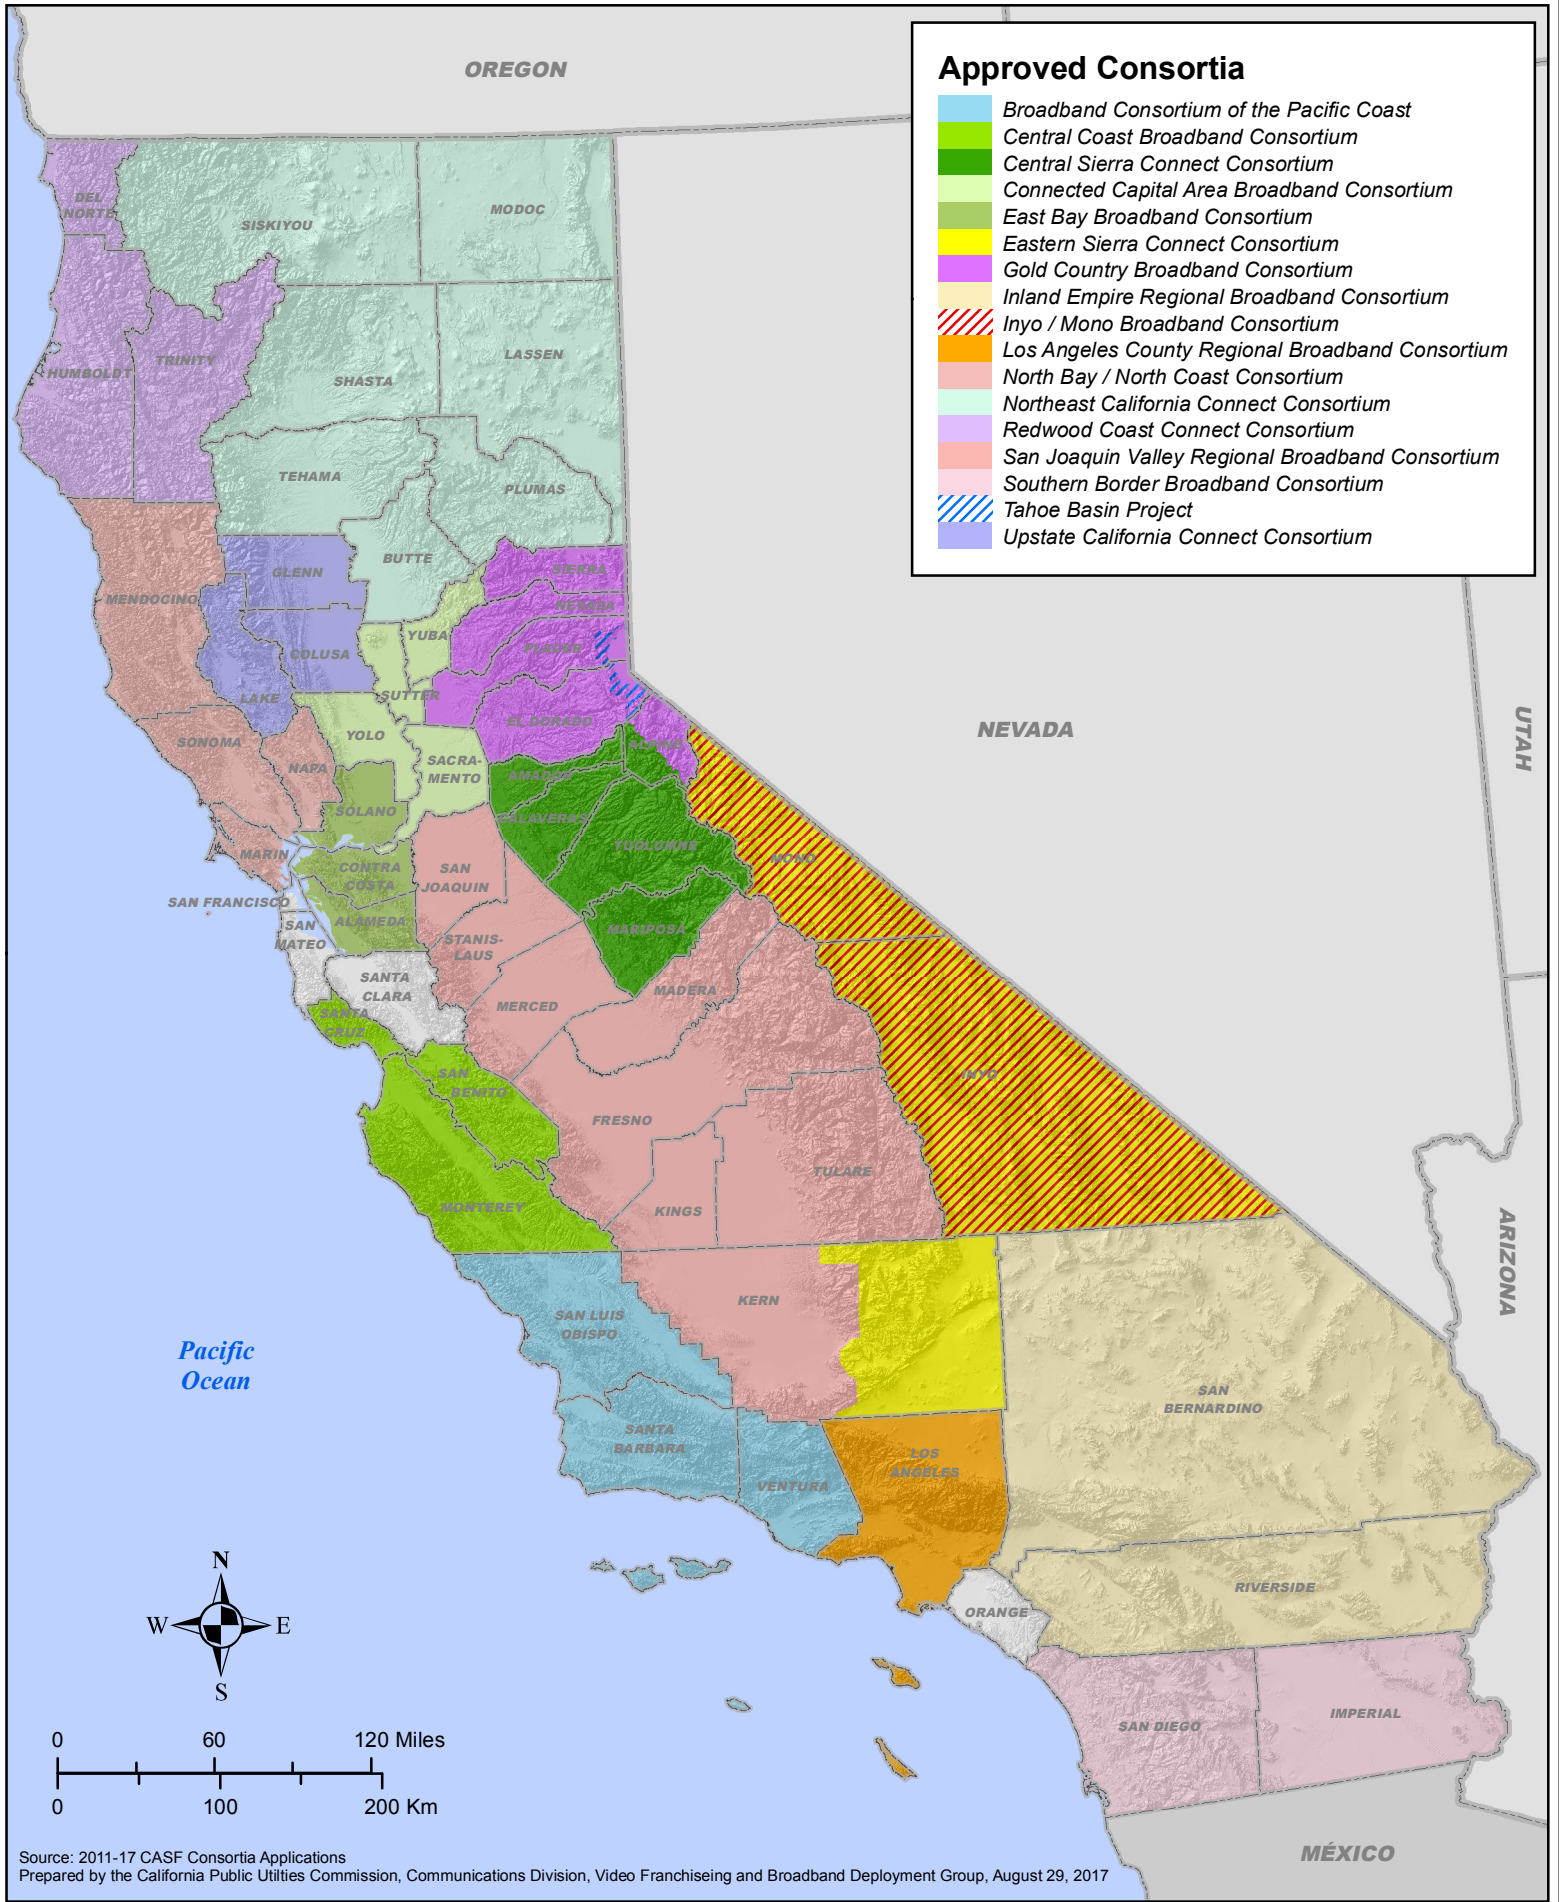 OREGON
Approved Consortia
Broadband Consortium of the Pacific Coast
Central Coast Broadband Consortium
Central Sierra Connect Consortium
Connected Capital Area Broadband Consortium
East Bay Broadband Consortium
Eastern Sierra Connect Consortium
Gold Country Broadband Consortium
Inland Empire Regional Broadband Consortium
Inyo / Mono Broadband Consortium
Los Angeles County Regional Broadband Consortium
North Bay / North Coast Consortium
Northeast California Connect Consortium
Redwood Coast Connect Consortium
San Joaquin Valley Regional Broadband Consortium
Southern Border Broadband Consortium
Tahoe Basin Project
Upstate California Connect Consortium
DEL
NORTE
SISKIYOU
MODOC
HUMBOLDT
TRINITY
SHASTA
LASSEN
TEHAMA
PLUMAS
BUTTE
GLENN
SIERRA
MENDOCINO
NEVADA
YUBA
PLACER
COLUSA
LAKE
SUTTER
EL DORADO
NEVADA
UTAH
SONOMA
YOLO
NAPA
SACRA-
MENTO
ALPINE
AMADOR
SOLANO
CALAVERAS
TUOLUMNE
MONO
MARIN
CONTRA
COSTA
SAN
JOAQUIN
SAN FRANCISCO
ALAMEDA
SAN
MATEO
STANIS-
LAUS
MARIPOSA
SANTA
CLARA
MERCED
MADERA
SANTA
CRUZ
SAN
BENITO
INYO
FRESNO
TULARE
MONTEREY
KINGS
ARIZONA
KERN
SAN LUIS
OBISPO
Pacific
Ocean
SAN
BERNARDINO
SANTA
BARBARA
LOS
ANGELES
VENTURA
RIVERSIDE
ORANGE
N
W
E
S
SAN DIEGO
IMPERIAL
0 60 120 Miles
0 100 200 Km
MÉXICO
Source: 2011-17 CASF Consortia Applications
Prepared by the California Public Utilties Commission, Communications Division, Video Franchiseing and Broadband Deployment Group, August 29, 2017